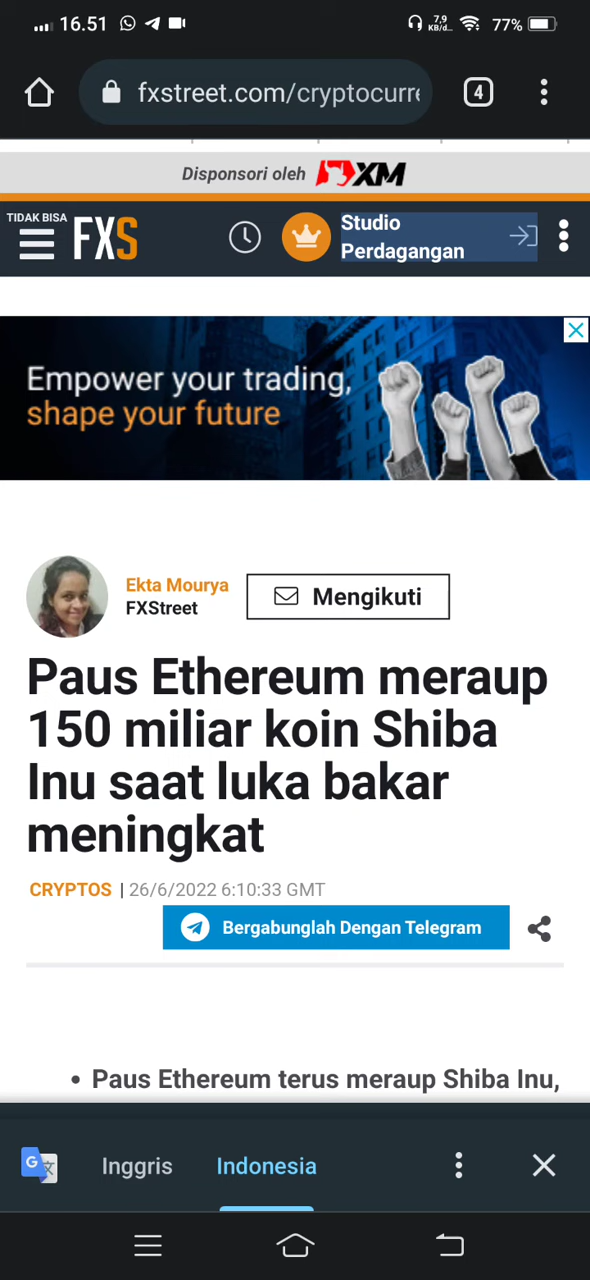 16.51
7,9
KB/d...
77%
fxstreet.com/cryptocurre
4
Disponsori oleh XM
TIDAK BISA
FXS
Studio
Perdagangan
Empower your trading,
shape your future
Ekta Mourya
FXStreet
Mengikuti
Paus Ethereum meraup
150 miliar koin Shiba
Inu saat luka bakar
meningkat
CRYPTOS | 26/6/2022 6:10:33 GMT
Bergabunglah Dengan Telegram
• Paus Ethereum terus meraup Shiba Inu,
G 文 Inggris Indonesia